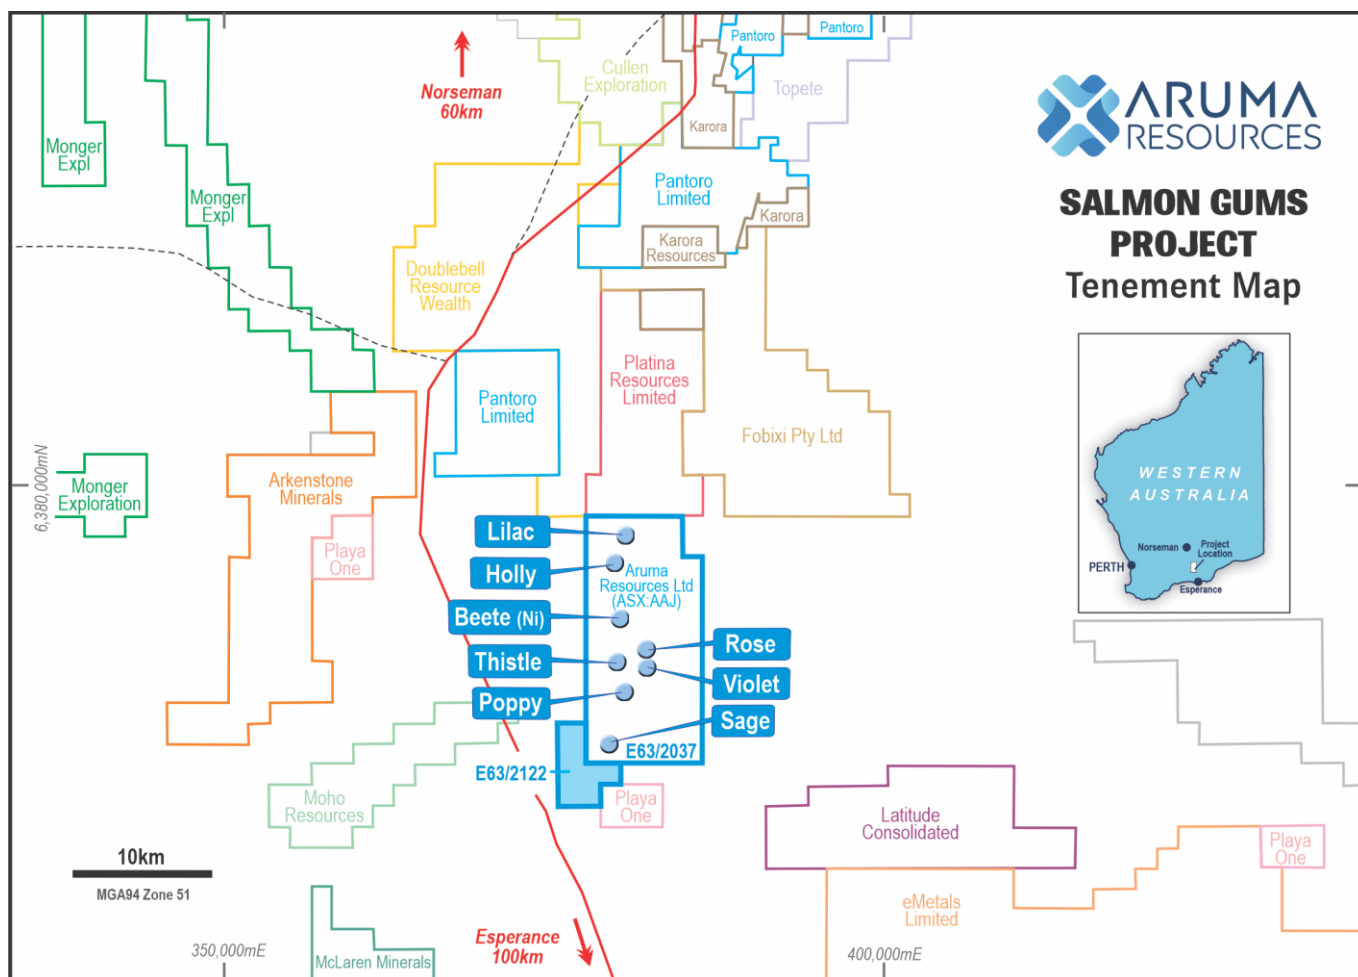 Pantoro
Pantoro
Cullen
Exploration
Topete
Norseman
60km
Karora
ARUMA
RESOURCES
Monger
Expl
Monger
Expl
Pantoro
Limited
Karora
SALMON GUMS
PROJECT
Tenement Map
Karora
Resources
Doublebell
Resource
Wealth
Platina
Resources
Limited
Pantoro
Limited
Fobixi Pty Ltd
6,380,000mN
Monger
Exploration
Arkenstone
Minerals
WESTERN
AUSTRALIA
Norseman
Project
Location
PERTH
Esperance
Playa
One
Lilac
Holly
Beete (Ni)
Thistle
Poppy
Aruma
Resources Ltd
(ASX:AAJ)
Rose
Violet
Sage
E63/2037
E63/2122
Moho
Resources
Playa
One
Latitude
Consolidated
Playa
One
10km
MGA94 Zone 51
eMetals
Limited
350,000mE
McLaren Minerals
Esperance
100km
400,000mE